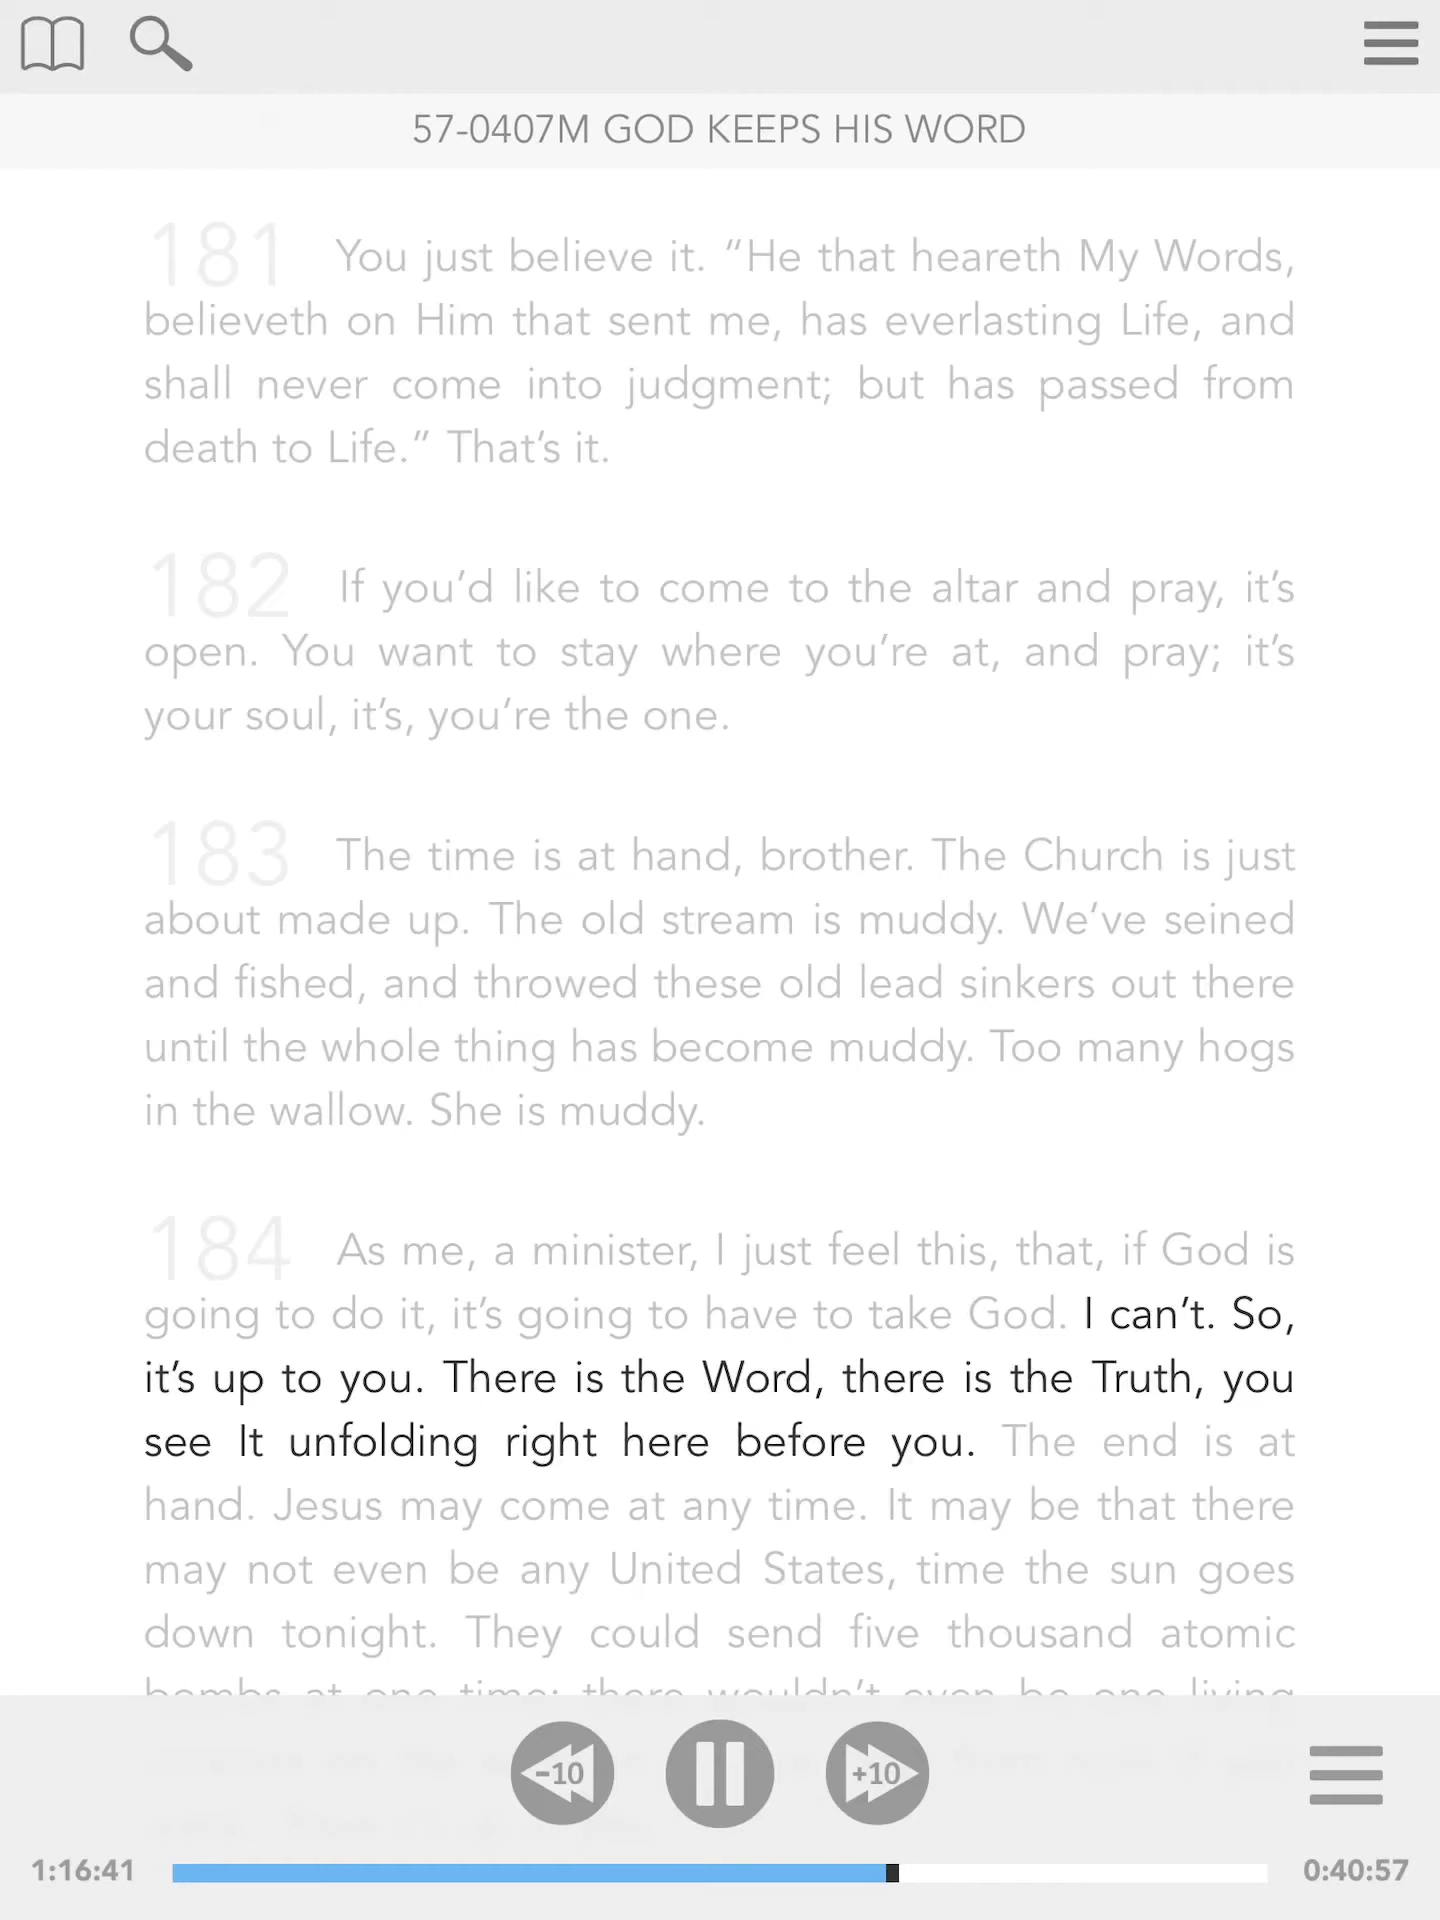 57-0407M GOD KEEPS HIS WORD
181 You just believe it. “He that heareth My Words,
believeth on Him that sent me, has everlasting Life, and
shall never come into judgment; but has passed from
death to Life.” That’s it.
182 If you’d like to come to the altar and pray, it’s
open. You want to stay where you’re at, and pray; it’s
your soul, it’s, you’re the one.
183 The time is at hand, brother. The Church is just
about made up. The old stream is muddy. We’ve seined
and fished, and throwed these old lead sinkers out there
until the whole thing has become muddy. Too many hogs
in the wallow. She is muddy.
184 As me, a minister, I just feel this, that, if God is
going to do it, it’s going to have to take God. I can’t. So,
it’s up to you. There is the Word, there is the Truth, you
see It unfolding right here before you. The end is at
hand. Jesus may come at any time. It may be that there
may not even be any United States, time the sun goes
down tonight. They could send five thousand atomic
bombs at one time; there wouldn’t even be one living
-10 +10
1:16:41 0:40:57